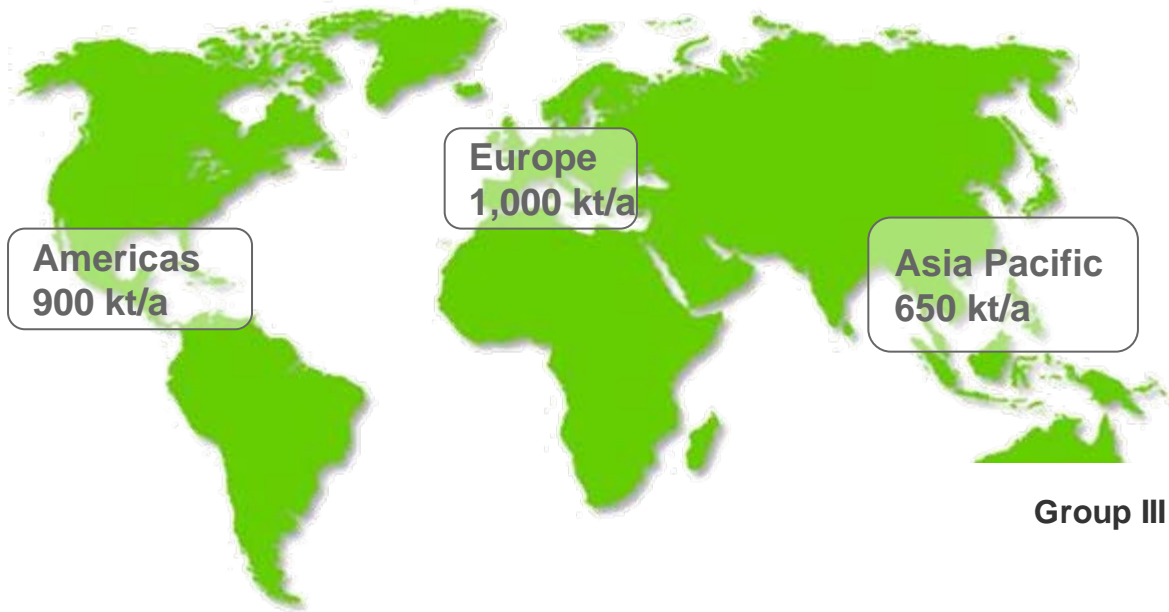 Europe
1,000 kt/a
Americas
900 kt/a
Asia Pacific
650 kt/a
Group III